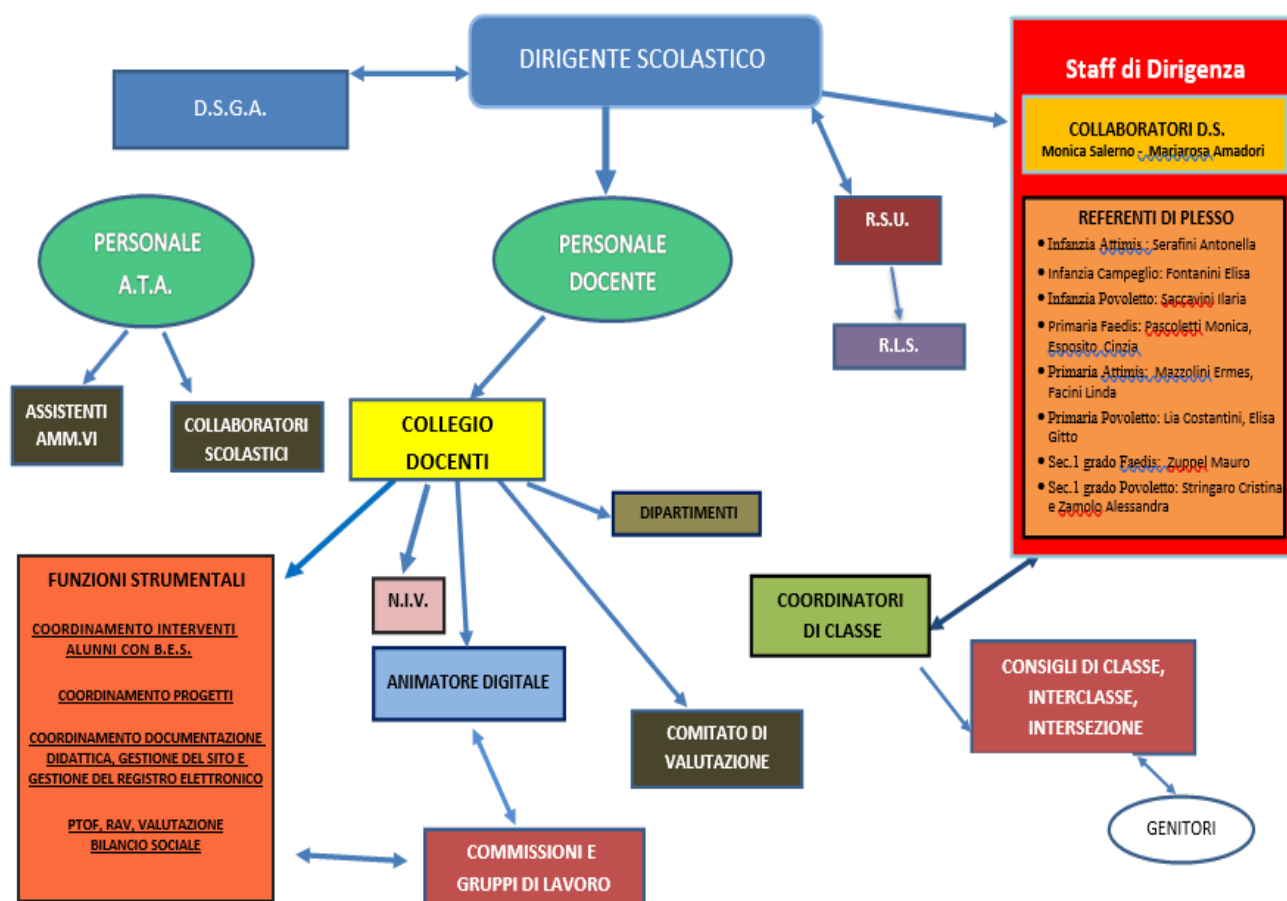 DIRIGENTE SCOLASTICO
D.S.G.A.
Staff di Dirigenza
COLLABORATORI D.S.
Monica Salerno - Mariarosa Amadori
REFERENTI DI PLESSO
• Infanzia Attimis : Serafini Antonella
• Infanzia Campeglio: Fontanini Elisa
• Infanzia Povoletto: Saccavini Ilaria
• Primaria Faedis: Pascoletti Monica,
Esposito Cinzia
• Primaria Attimis: Mazzolini Ermes,
Facini Linda
• Primaria Povoletto: Lia Costantini, Elisa
Gitto
• Sec.1 grado Faedis: Zuppel Mauro
• Sec.1 grado Povoletto: Stringaro Cristina
e Zamolo Alessandra
PERSONALE
A.T.A.
PERSONALE
DOCENTE
R.S.U.
R.L.S.
ASSISTENTI
AMM.VI
COLLABORATORI
SCOLASTICI
COLLEGIO
DOCENTI
DIPARTIMENTI
FUNZIONI STRUMENTALI
COORDINAMENTO INTERVENTI
ALUNNI CON B.E.S.
COORDINAMENTO PROGETTI
COORDINAMENTO DOCUMENTAZIONE
DIDATTICA, GESTIONE DEL SITO E
GESTIONE DEL REGISTRO ELETTRONICO
PTOF, RAV, VALUTAZIONE
BILANCIO SOCIALE
N.I.V.
ANIMATORE DIGITALE
COMITATO DI
VALUTAZIONE
COORDINATORI
DI CLASSE
CONSIGLI DI CLASSE,
INTERCLASSE,
INTERSEZIONE
GENITORI
COMMISSIONI E
GRUPPI DI LAVORO